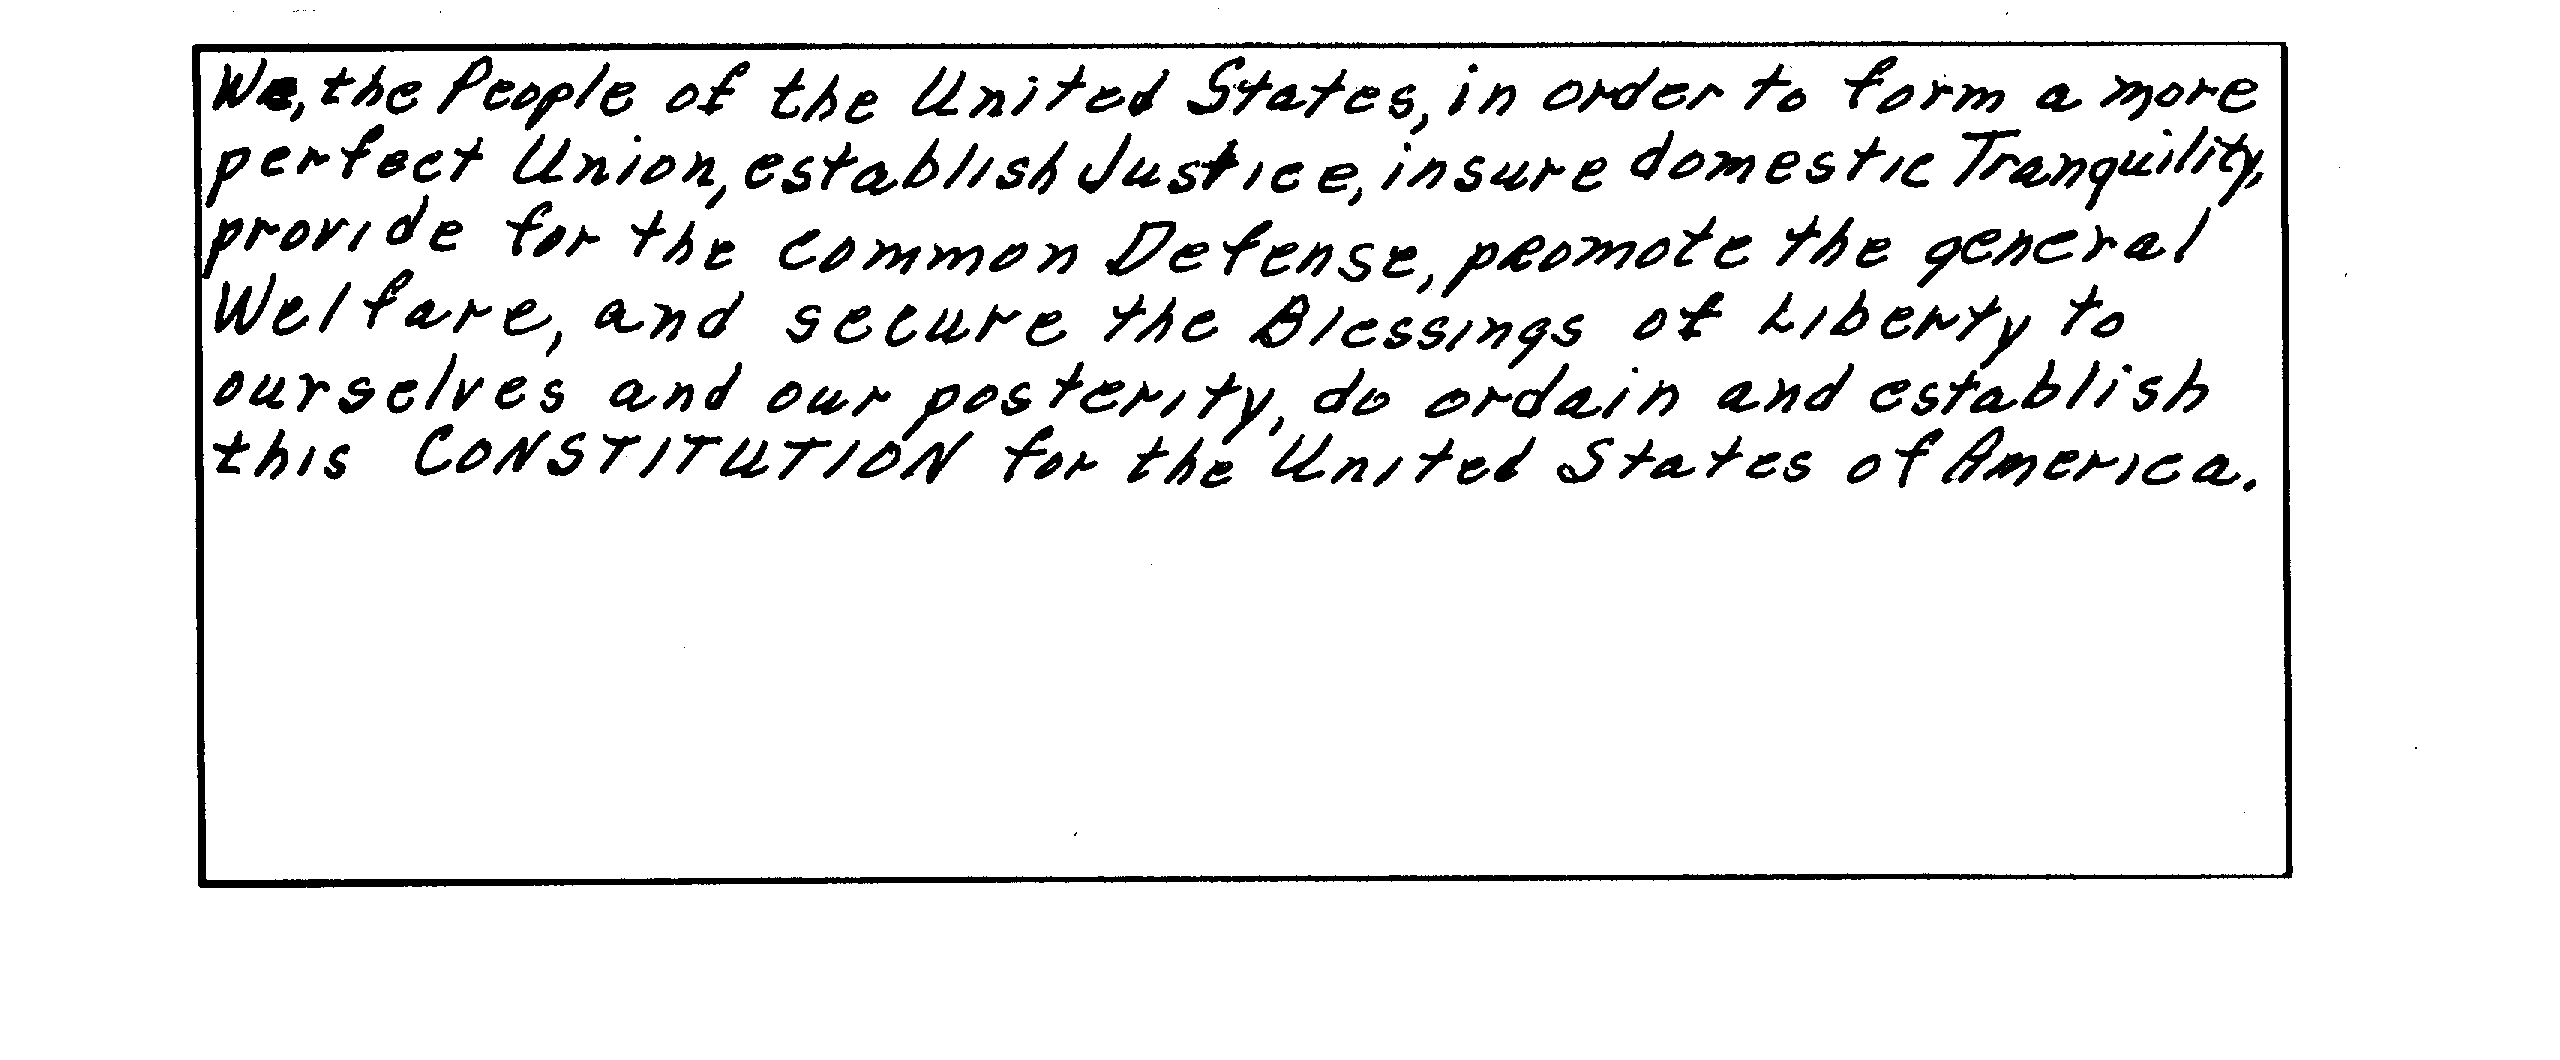 We, the People of the United States, in order to form a more
perfect Union, establish Justice, insure domestic Tranquility,
provide for the common Defense, promote the general
Welfare, and secure the Blessings of Liberty to
ourselves and our posterity, do ordain and establish
this CONSTITUTION for the United States of America.